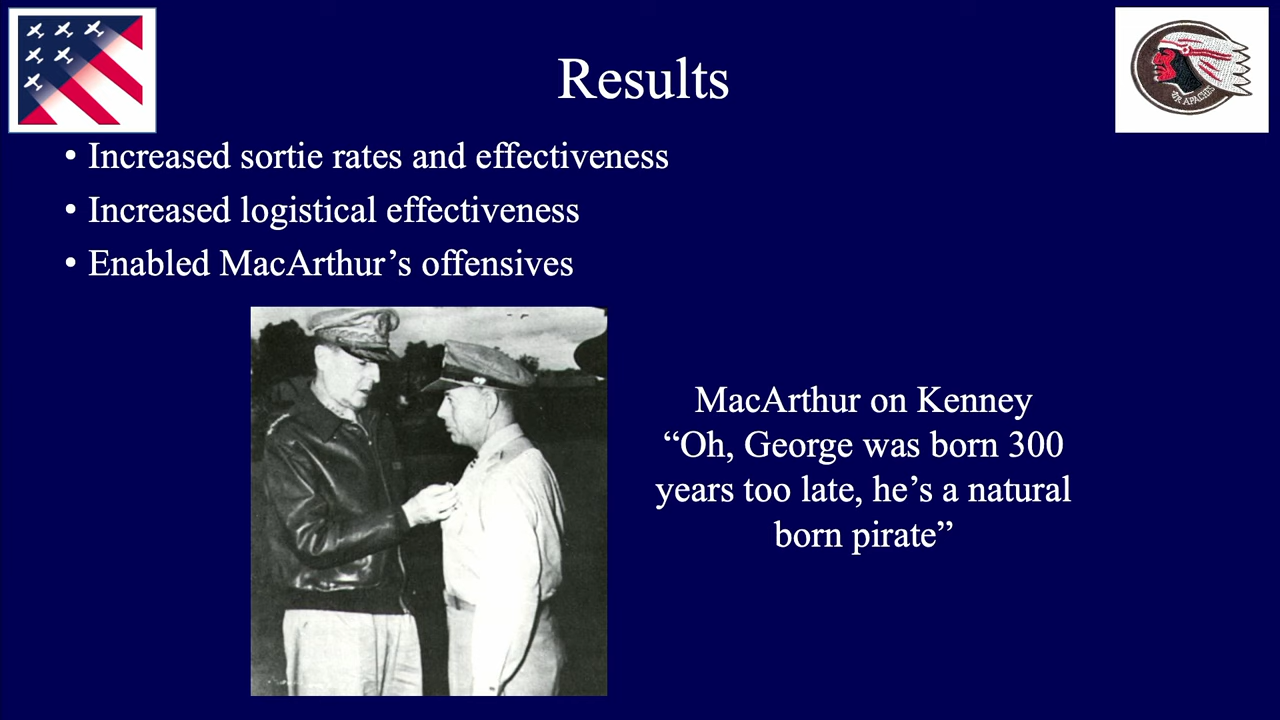 Results
• Increased sortie rates and effectiveness
• Increased logistical effectiveness
• Enabled MacArthur’s offensives
MacArthur on Kenney
“Oh, George was born 300
years too late, he’s a natural
born pirate”